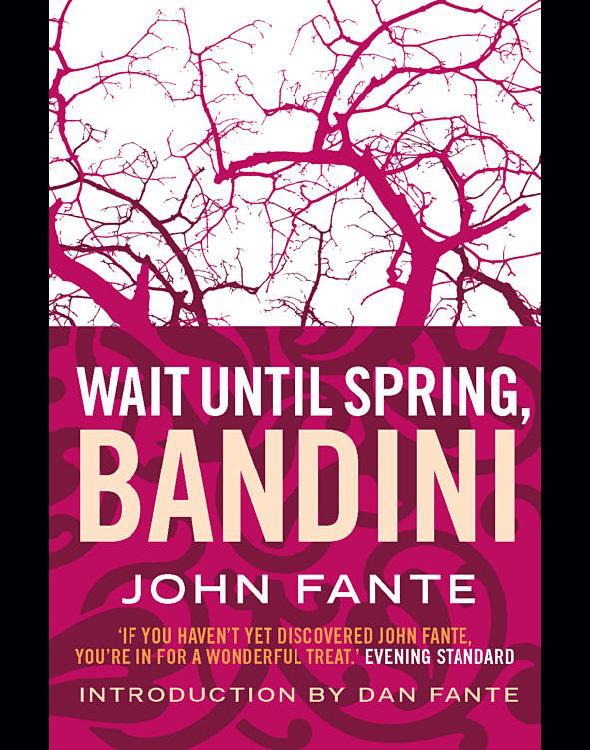 WAIT UNTIL SPRING,
BANDINI
JOHN FANTE
‘IF YOU HAVEN’T YET DISCOVERED JOHN FANTE,
YOU’RE IN FOR A WONDERFUL TREAT.’ EVENING STANDARD
INTRODUCTION BY DAN FANTE